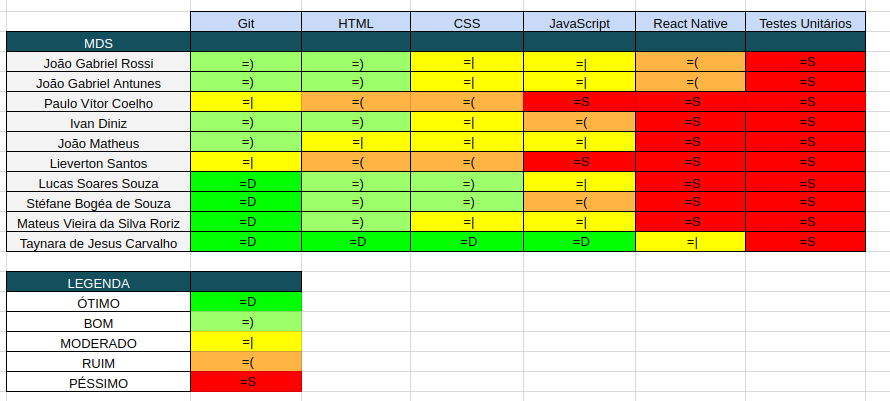 Git HTML CSS JavaScript React Native Testes Unitários
MDS
João Gabriel Rossi =) =) =| =| =( =S
João Gabriel Antunes =) =) =| =| =( =S
Paulo Vítor Coelho =| =( =( =S =S =S
Ivan Diniz =) =) =| =( =S =S
João Matheus =) =| =| =| =S =S
Lieverton Santos =| =( =( =S =S =S
Lucas Soares Souza =D =) =) =| =S =S
Stéfane Bogéa de Souza =D =) =) =( =S =S
Mateus Vieira da Silva Roriz =D =) =| =| =S =S
Taynara de Jesus Carvalho =D =D =D =D =| =S
LEGENDA
ÓTIMO =D
BOM =)
MODERADO =|
RUIM =(
PÉSSIMO =S